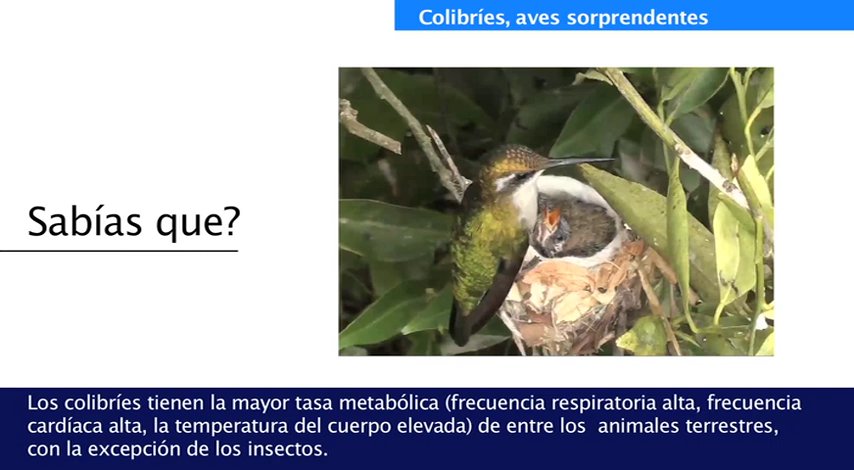 Colibríes, aves sorprendentes
Sabías que?
Los colibríes tienen la mayor tasa metabólica (frecuencia respiratoria alta, frecuencia
cardíaca alta, la temperatura del cuerpo elevada) de entre los  animales terrestres,
con la excepción de los insectos.